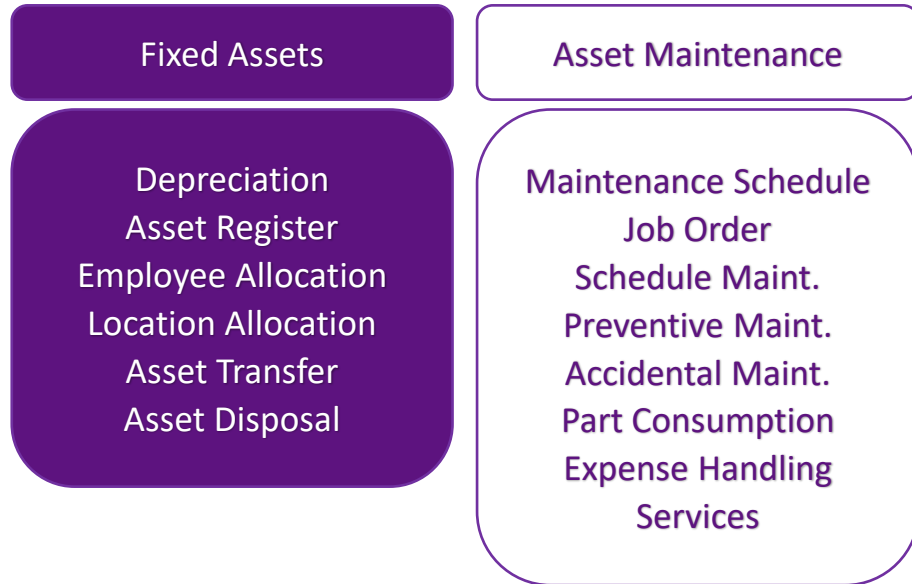 Fixed Assets
Depreciation
Asset Register
Employee Allocation
Location Allocation
Asset Transfer
Asset Disposal
Asset Maintenance
Maintenance Schedule
Job Order
Schedule Maint.
Preventive Maint.
Accidental Maint.
Part Consumption
Expense Handling
Services